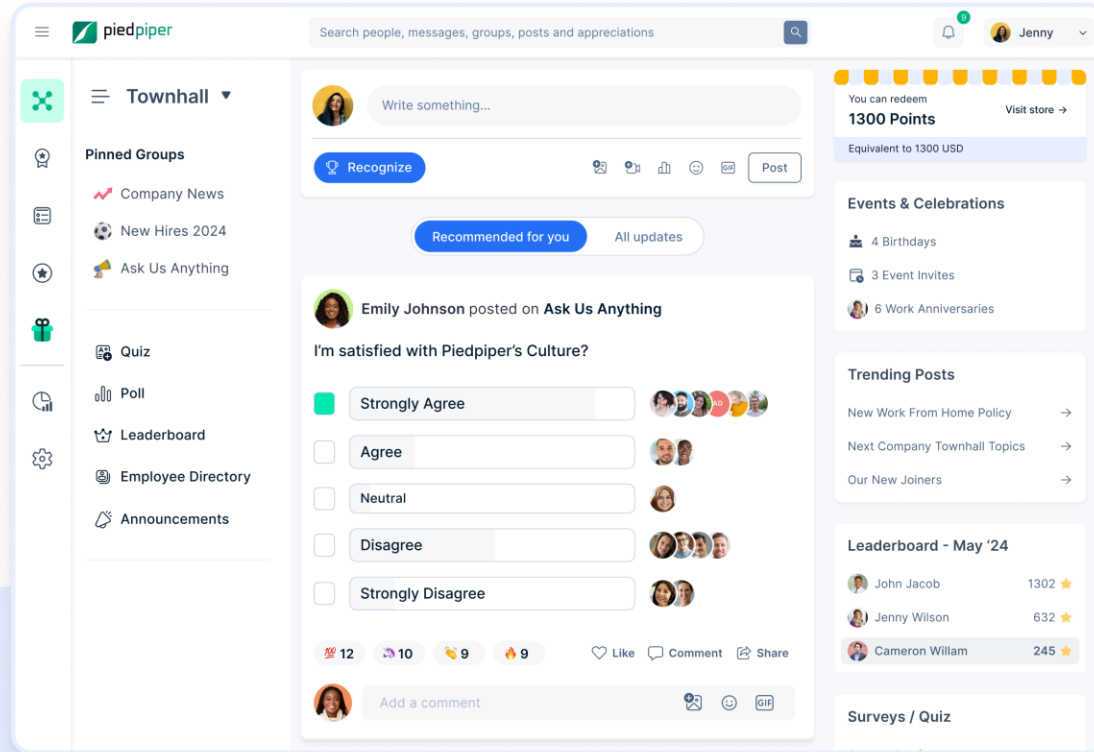 piedpiper
Search people, messages, groups, posts and appreciations
9
Jenny
Townhall
Pinned Groups
Company News
New Hires 2024
Ask Us Anything
Quiz
Poll
Leaderboard
Employee Directory
Announcements
Write something...
Recognize
GIF
Post
Recommended for you
All updates
Emily Johnson posted on Ask Us Anything
I'm satisfied with Piedpiper's Culture?
Strongly Agree
AD
Agree
Neutral
Disagree
Strongly Disagree
💯 12 🦄 10 👏 9 🔥 9 Like Comment Share
Add a comment
GIF
You can redeem
1300 Points
Visit store →
Equivalent to 1300 USD
Events & Celebrations
4 Birthdays
3 Event Invites
6 Work Anniversaries
Trending Posts
New Work From Home Policy →
Next Company Townhall Topics →
Our New Joiners →
Leaderboard - May ‘24
John Jacob 1302
Jenny Wilson 632
Cameron Willam 245
Surveys / Quiz